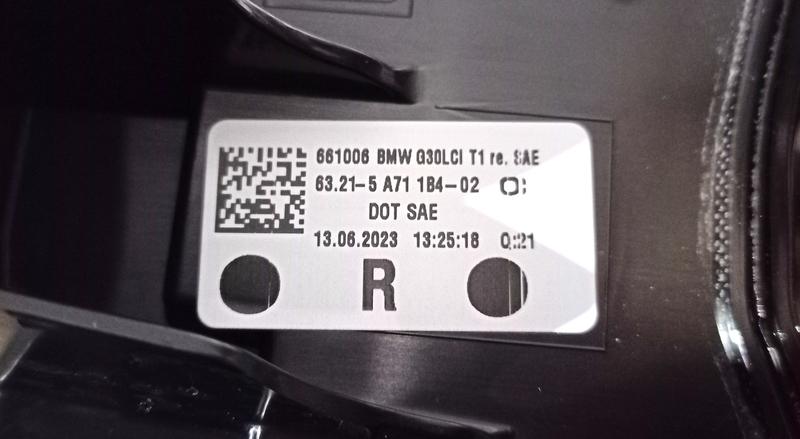 661006 BMW G30LCI T1 re. SAE
63.21-5 A71 1B4-02
DOT SAE
13.06.2023 13:25:18
R